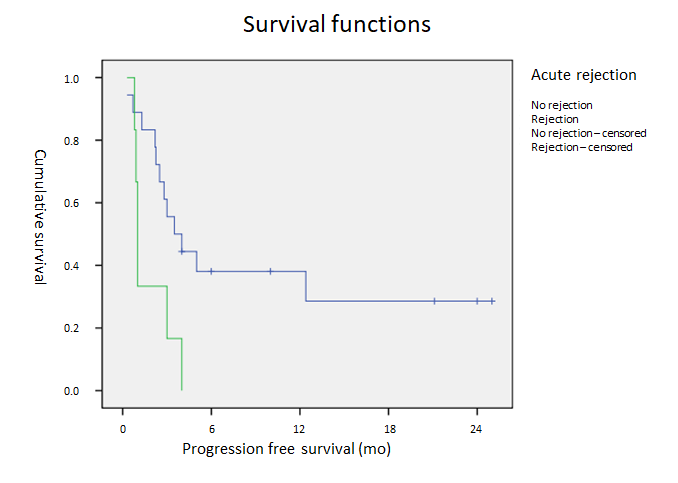 Survival functions
Acute rejection
No rejection
Rejection
No rejection–censored
Rejection–censored
Cumulative survival
1.0
0.8
0.6
0.4
0.2
0.0
0 6 12 18 24
Progression free survival (mo)